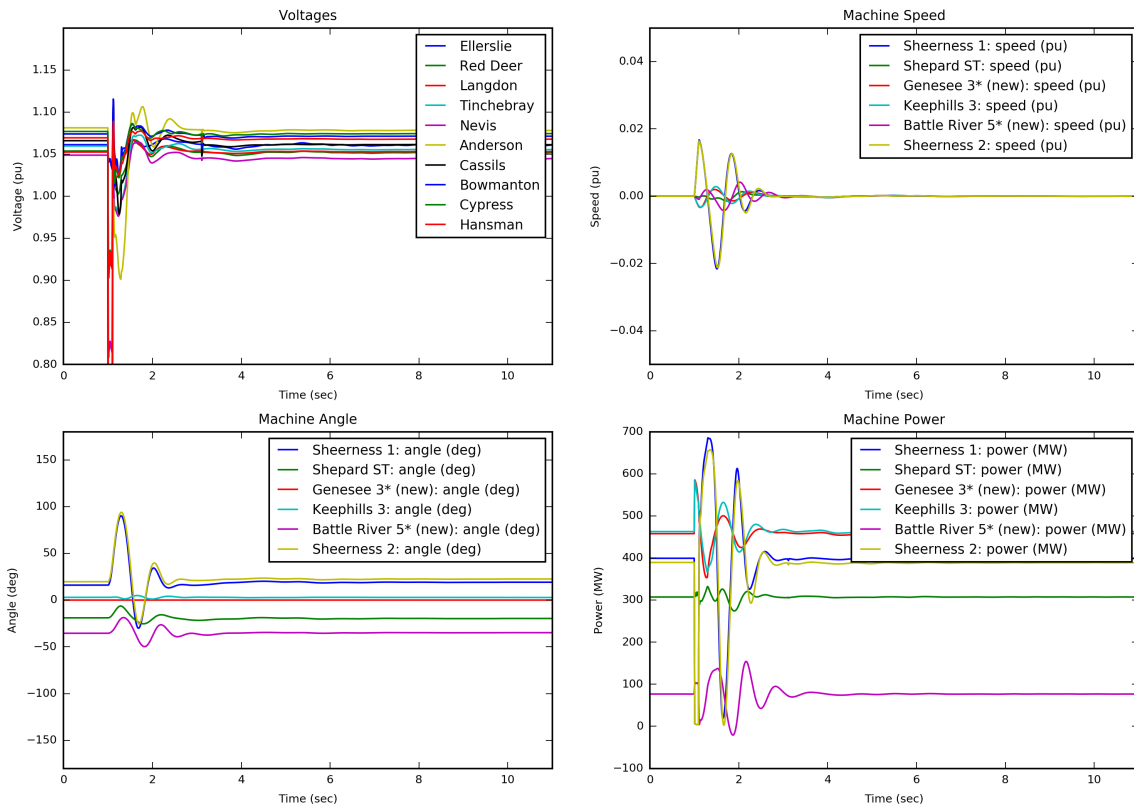 Voltages
Voltage (pu)
1.15
1.10
1.05
1.00
0.95
0.90
0.85
0.80
0
2
4
6
8
10
Time (sec)
Ellerslie
Red Deer
Langdon
Tinchebray
Nevis
Anderson
Cassils
Bowmanton
Cypress
Hansman
Machine Speed
Speed (pu)
0.04
0.02
0.00
−0.02
−0.04
0
2
4
6
8
10
Time (sec)
Sheerness 1: speed (pu)
Shepard ST: speed (pu)
Genesee 3* (new): speed (pu)
Keephills 3: speed (pu)
Battle River 5* (new): speed (pu)
Sheerness 2: speed (pu)
Machine Angle
Angle (deg)
150
100
50
0
−50
−100
−150
0
2
4
6
8
10
Time (sec)
Sheerness 1: angle (deg)
Shepard ST: angle (deg)
Genesee 3* (new): angle (deg)
Keephills 3: angle (deg)
Battle River 5* (new): angle (deg)
Sheerness 2: angle (deg)
Machine Power
Power (MW)
700
600
500
400
300
200
100
0
−100
0
2
4
6
8
10
Time (sec)
Sheerness 1: power (MW)
Shepard ST: power (MW)
Genesee 3* (new): power (MW)
Keephills 3: power (MW)
Battle River 5* (new): power (MW)
Sheerness 2: power (MW)